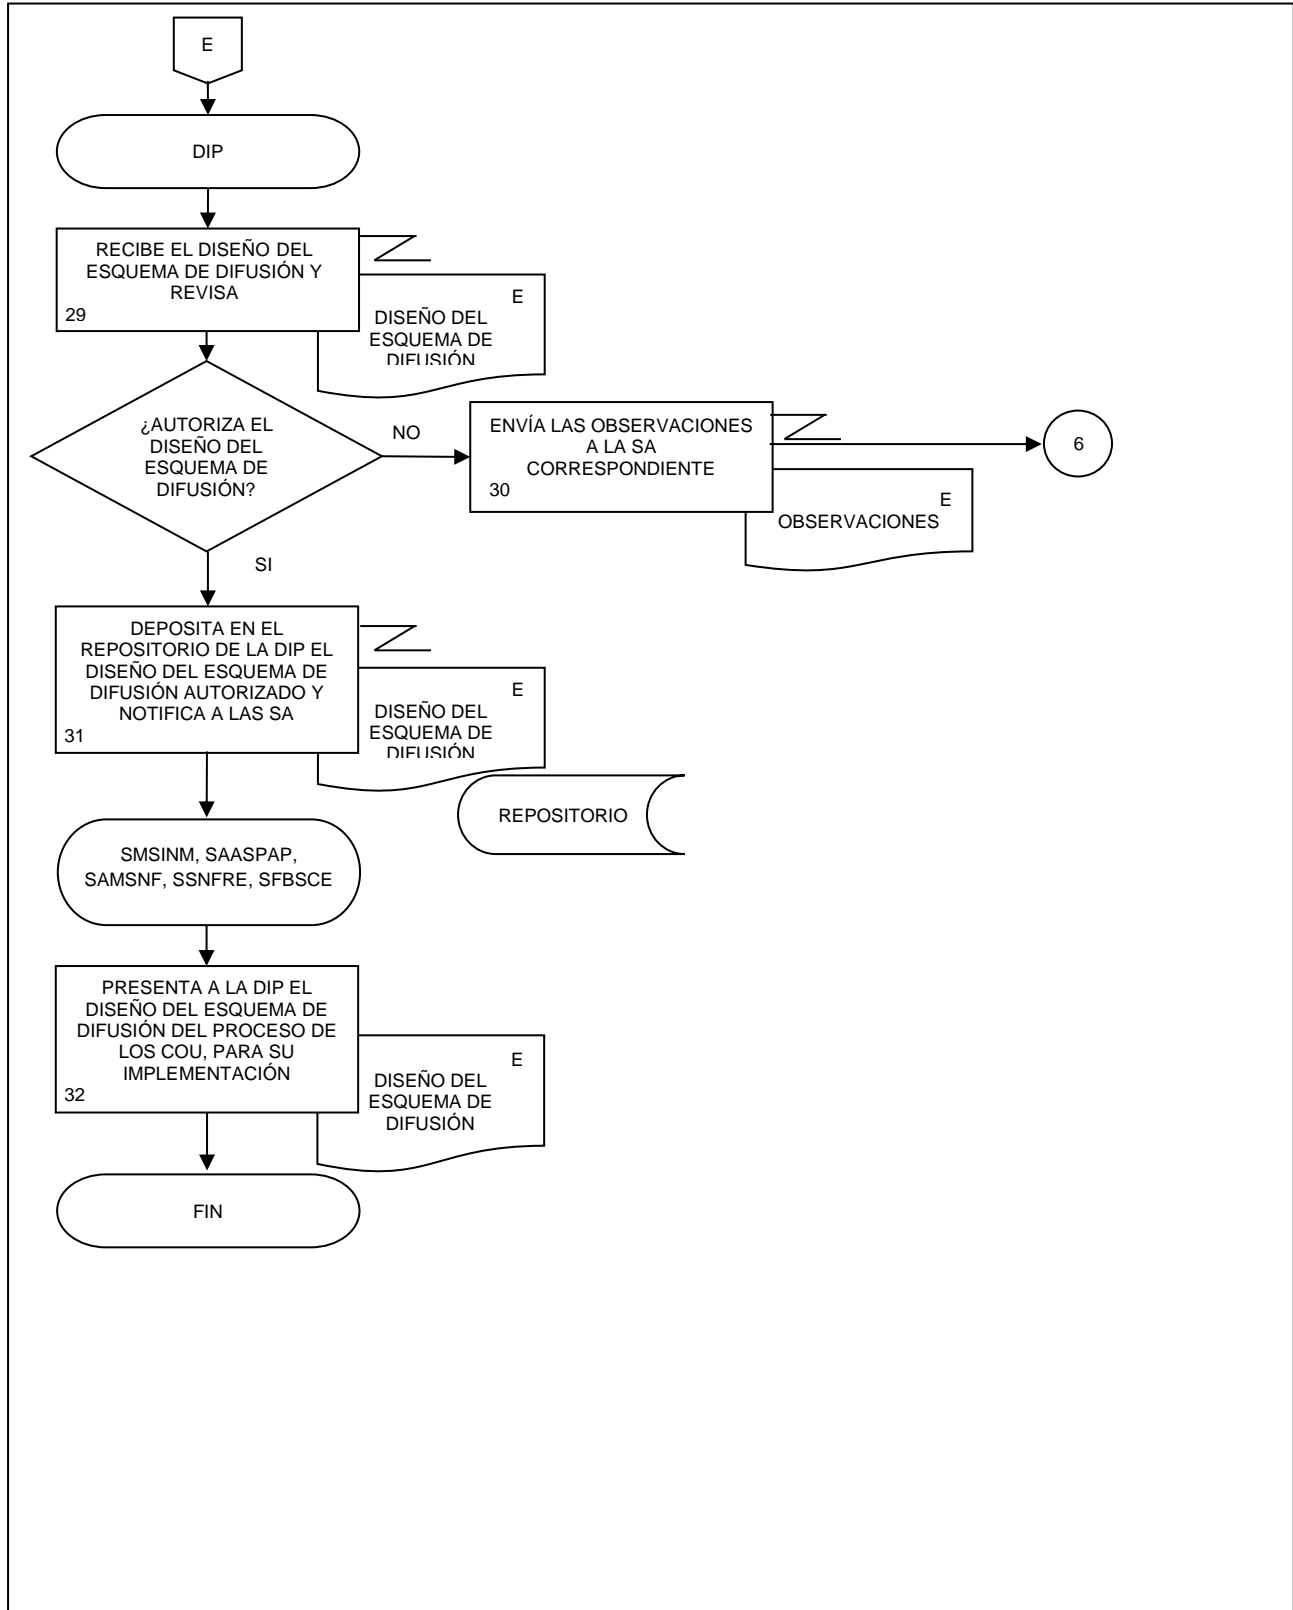 E
DIP
RECIBE EL DISEÑO DEL
ESQUEMA DE DIFUSIÓN Y
REVISA
29
E
DISEÑO DEL
ESQUEMA DE
DIFUSIÓN
¿AUTORIZA EL
DISEÑO DEL
ESQUEMA DE
DIFUSIÓN?
NO
ENVÍA LAS OBSERVACIONES
A LA SA
CORRESPONDIENTE
30
E
OBSERVACIONES
6
SI
DEPOSITA EN EL
REPOSITORIO DE LA DIP EL
DISEÑO DEL ESQUEMA DE
DIFUSIÓN AUTORIZADO Y
NOTIFICA A LAS SA
31
E
DISEÑO DEL
ESQUEMA DE
DIFUSIÓN
REPOSITORIO
SMSINM, SAASPAP,
SAMSNF, SSNFRE, SFBSCE
PRESENTA A LA DIP EL
DISEÑO DEL ESQUEMA DE
DIFUSIÓN DEL PROCESO DE
LOS COU, PARA SU
IMPLEMENTACIÓN
32
E
DISEÑO DEL
ESQUEMA DE
DIFUSIÓN
FIN